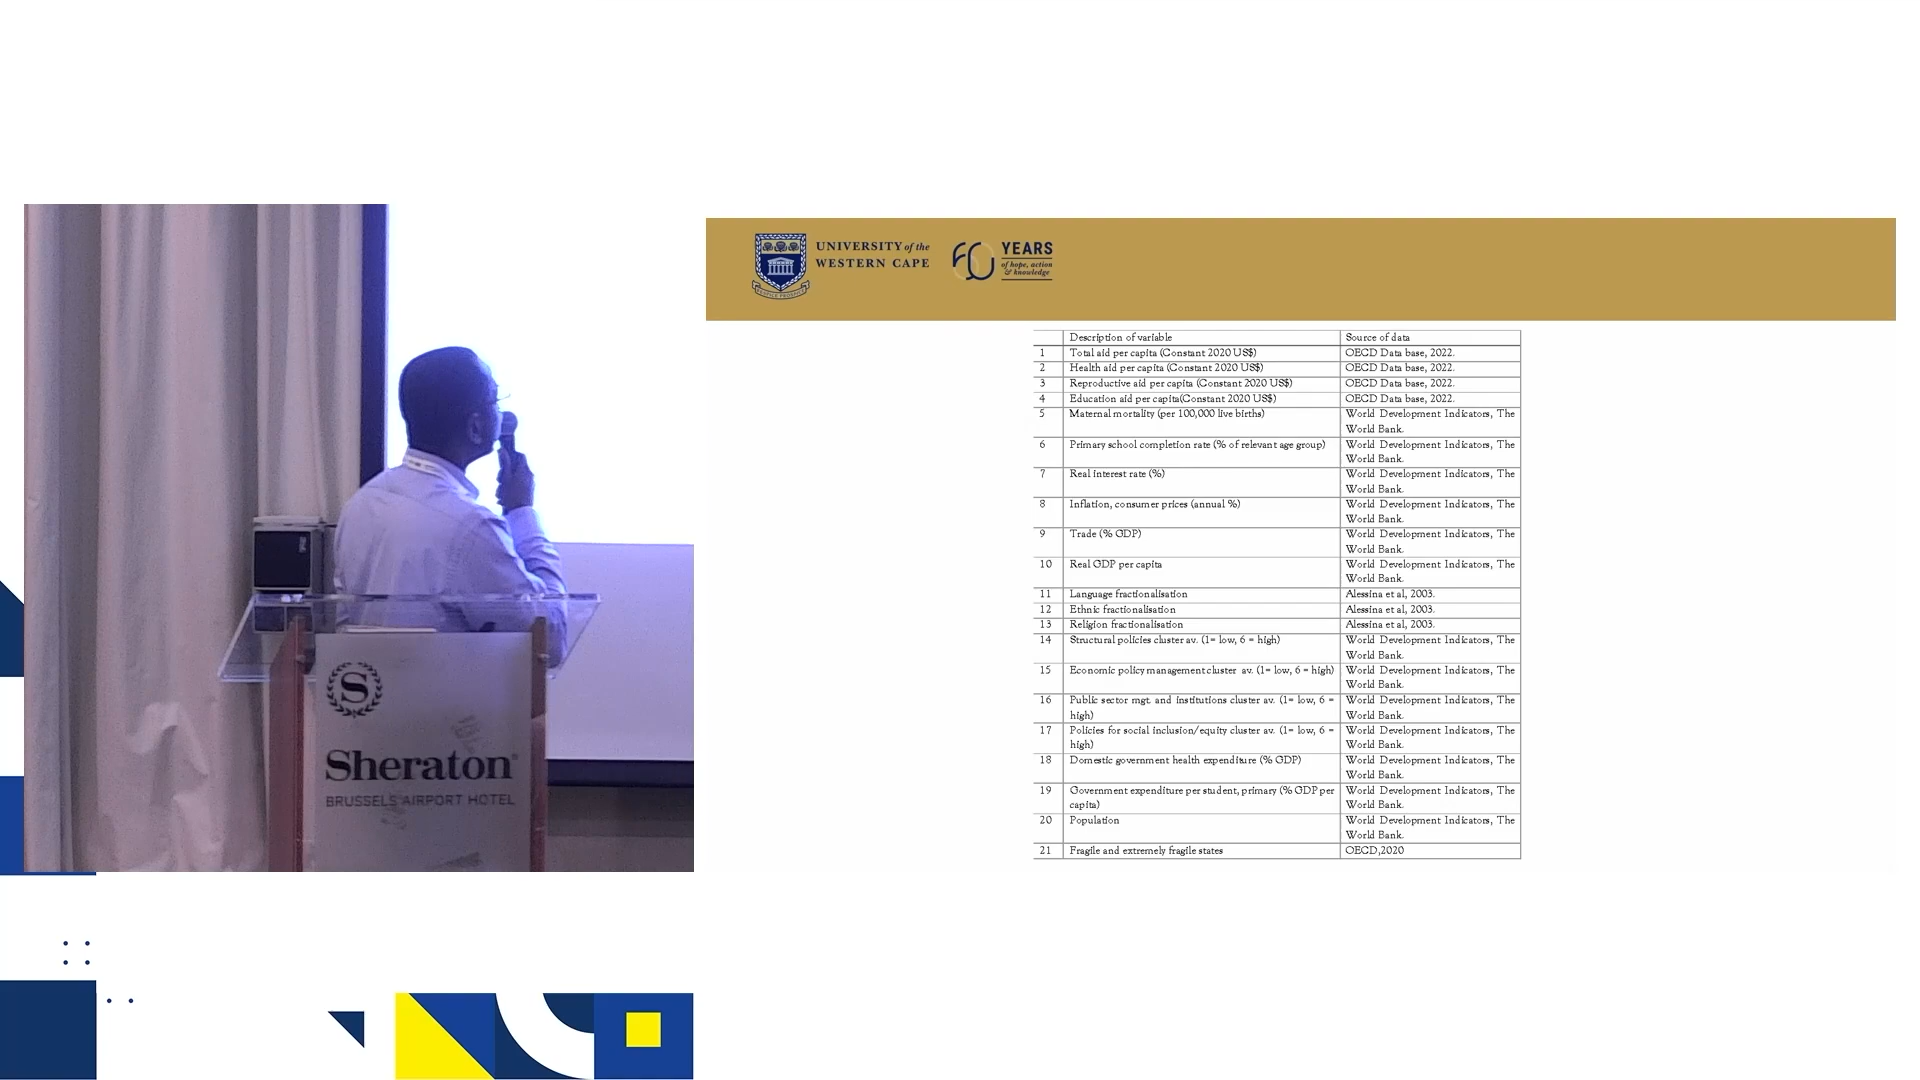 S
Sheraton
BRUSSELS AIRPORT HOTEL
UNIVERSITY of the
WESTERN CAPE
60 YEARS
of hope, action
& knowledge
Description of variable Source of data
1 Total aid per capita (Constant 2020 US$) OECD Data base, 2022.
2 Health aid per capita (Constant 2020 US$) OECD Data base, 2022.
3 Reproductive aid per capita (Constant 2020 US$) OECD Data base, 2022.
4 Education aid per capita(Constant 2020 US$) OECD Data base, 2022.
5 Maternal mortality (per 100,000 live births) World Development Indicators, The
World Bank.
6 Primary school completion rate (% of relevant age group) World Development Indicators, The
World Bank.
7 Real interest rate (%) World Development Indicators, The
World Bank.
8 Inflation, consumer prices (annual %) World Development Indicators, The
World Bank.
9 Trade (% GDP) World Development Indicators, The
World Bank.
10 Real GDP per capita World Development Indicators, The
World Bank.
11 Language fractionalisation Alessina et al, 2003.
12 Ethnic fractionalisation Alessina et al, 2003.
13 Religion fractionalisation Alessina et al, 2003.
14 Structural policies cluster av. (1= low, 6 = high) World Development Indicators, The
World Bank.
15 Economic policy management cluster av. (1= low, 6 = high) World Development Indicators, The
World Bank.
16 Public sector mgt. and institutions cluster av. (1= low, 6 = World Development Indicators, The
high) World Bank.
17 Policies for social inclusion/equity cluster av. (1= low, 6 = World Development Indicators, The
high) World Bank.
18 Domestic government health expenditure (% GDP) World Development Indicators, The
World Bank.
19 Government expenditure per student, primary (% GDP per World Development Indicators, The
capita) World Bank.
20 Population World Development Indicators, The
World Bank.
21 Fragile and extremely fragile states OECD,2020